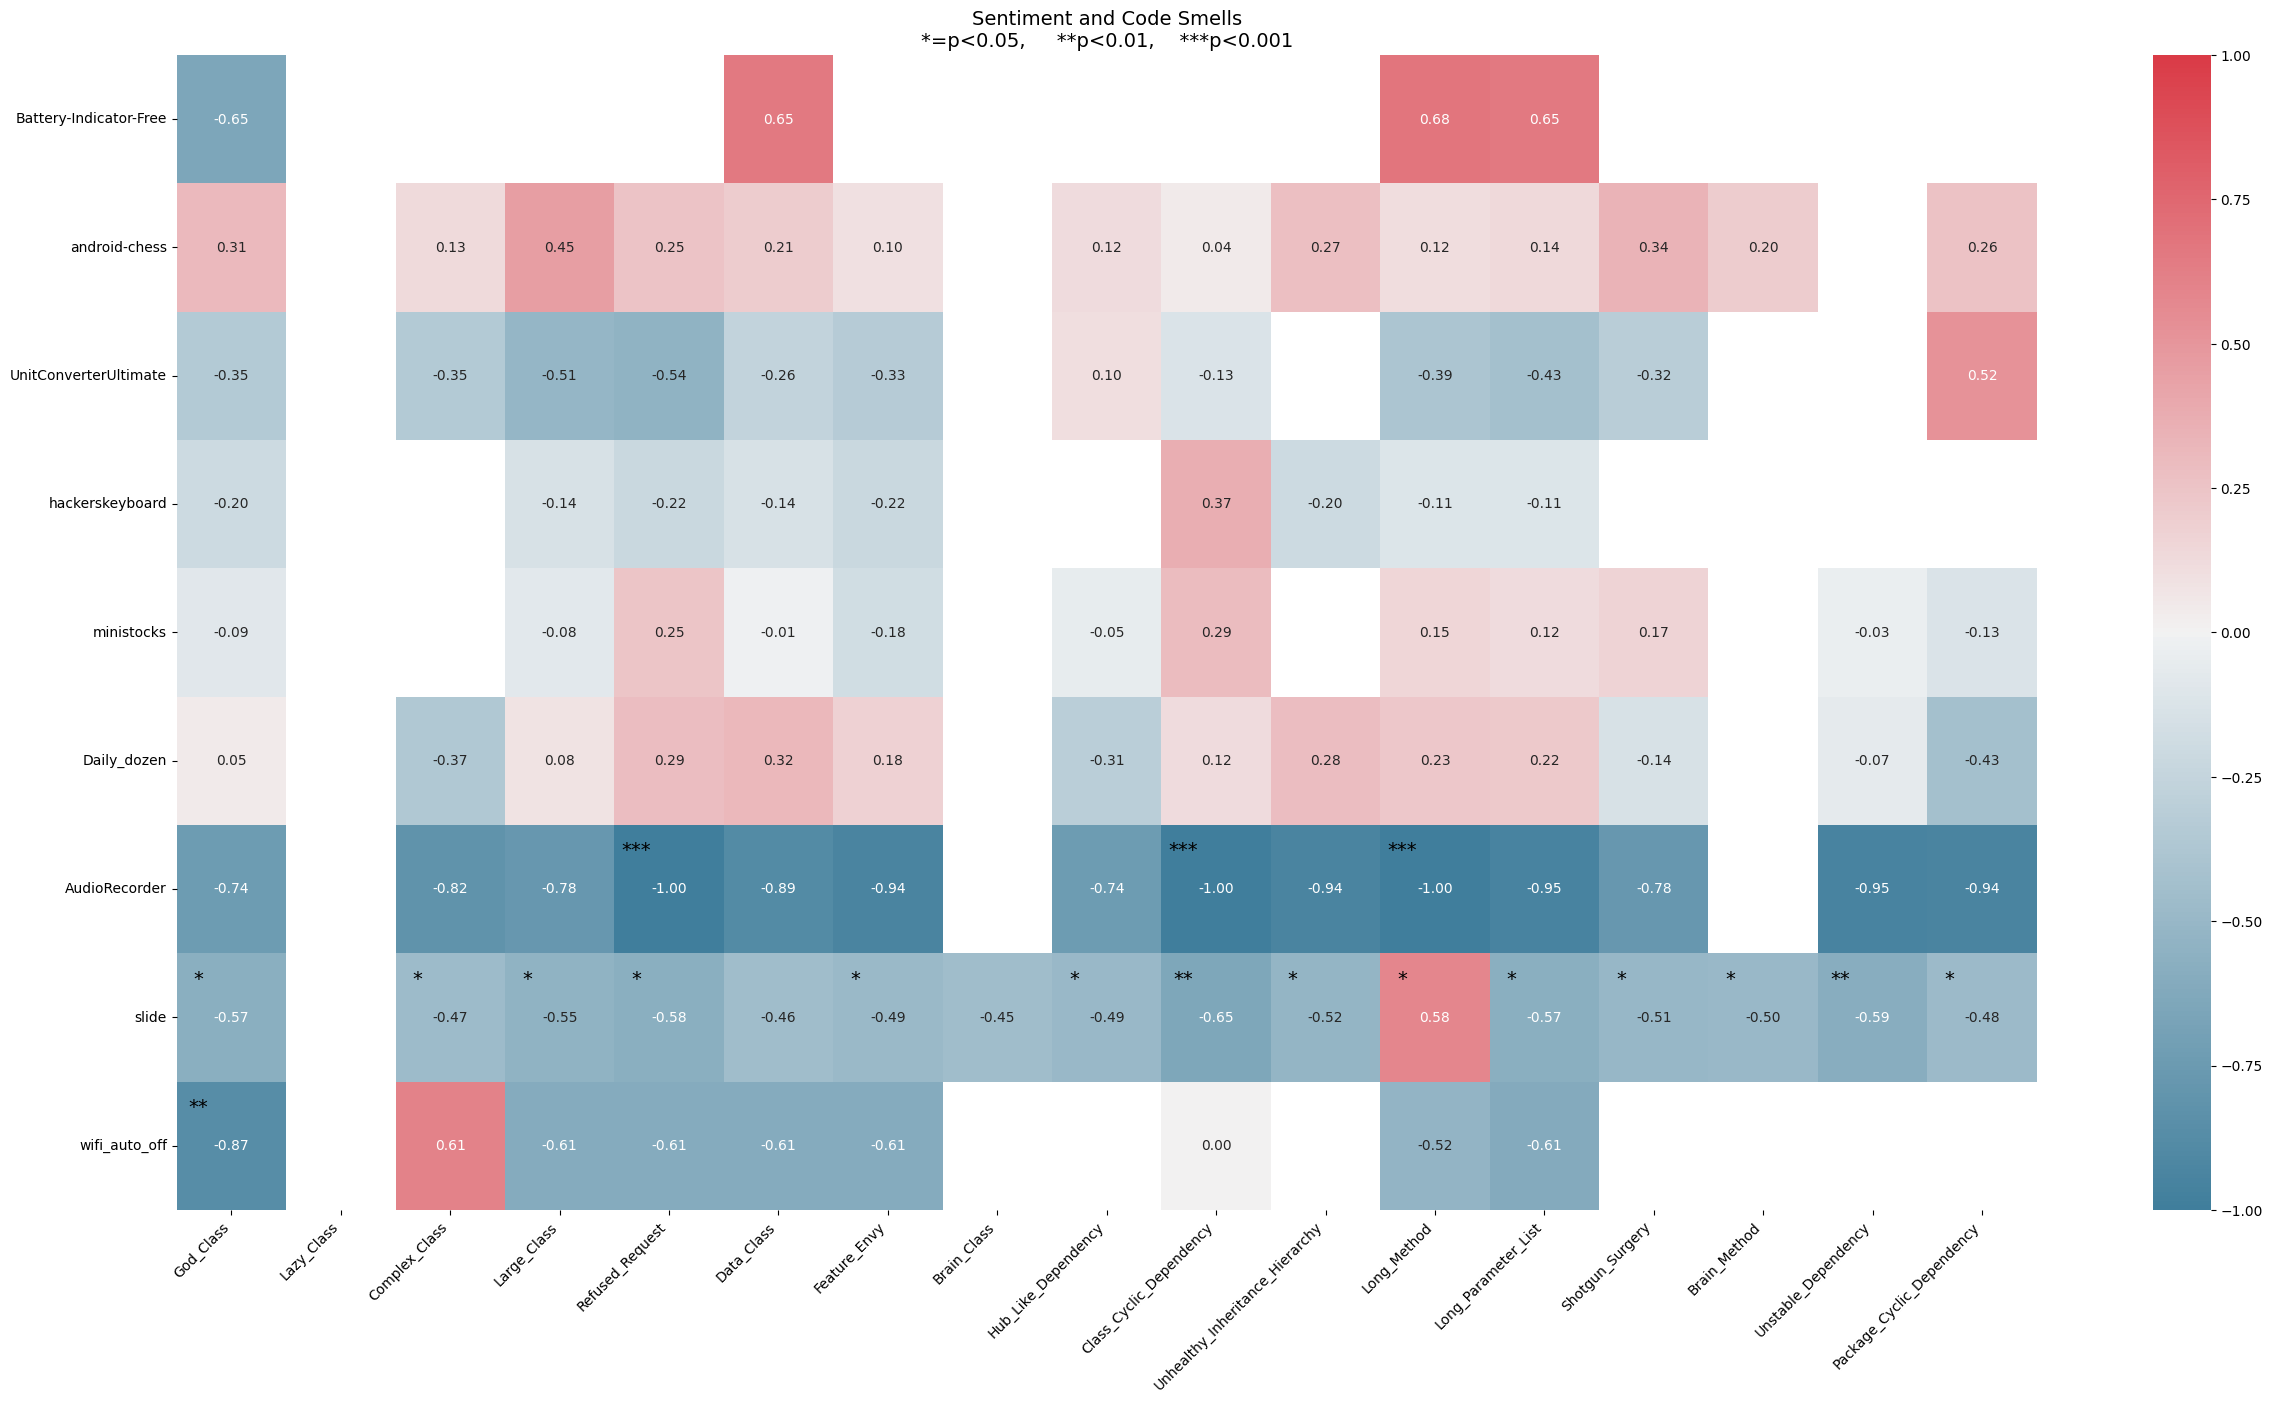 Sentiment and Code Smells
*=p<0.05, **p<0.01, ***p<0.001
Battery-Indicator-Free -0.65 0.65 0.68 0.65
android-chess 0.31 0.13 0.45 0.25 0.21 0.10 0.12 0.04 0.27 0.12 0.14 0.34 0.20 0.26
UnitConverterUltimate -0.35 -0.35 -0.51 -0.54 -0.26 -0.33 0.10 -0.13 -0.39 -0.43 -0.32 0.52
hackerskeyboard -0.20 -0.14 -0.22 -0.14 -0.22 0.37 -0.20 -0.11 -0.11
ministocks -0.09 -0.08 0.25 -0.01 -0.18 -0.05 0.29 0.15 0.12 0.17 -0.03 -0.13
Daily_dozen 0.05 -0.37 0.08 0.29 0.32 0.18 -0.31 0.12 0.28 0.23 0.22 -0.14 -0.07 -0.43
*** *** ***
AudioRecorder -0.74 -0.82 -0.78 -1.00 -0.89 -0.94 -0.74 -1.00 -0.94 -1.00 -0.95 -0.78 -0.95 -0.94
* * * * * * ** * * * * * ** *
slide -0.57 -0.47 -0.55 -0.58 -0.46 -0.49 -0.45 -0.49 -0.65 -0.52 0.58 -0.57 -0.51 -0.50 -0.59 -0.48
**
wifi_auto_off -0.87 0.61 -0.61 -0.61 -0.61 -0.61 0.00 -0.52 -0.61
God_Class
Lazy_Class
Complex_Class
Large_Class
Refused_Request
Data_Class
Feature_Envy
Brain_Class
Hub_Like_Dependency
Class_Cyclic_Dependency
Unhealthy_Inheritance_Hierarchy
Long_Method
Long_Parameter_List
Shotgun_Surgery
Brain_Method
Unstable_Dependency
Package_Cyclic_Dependency
1.00
0.75
0.50
0.25
0.00
−0.25
−0.50
−0.75
−1.00